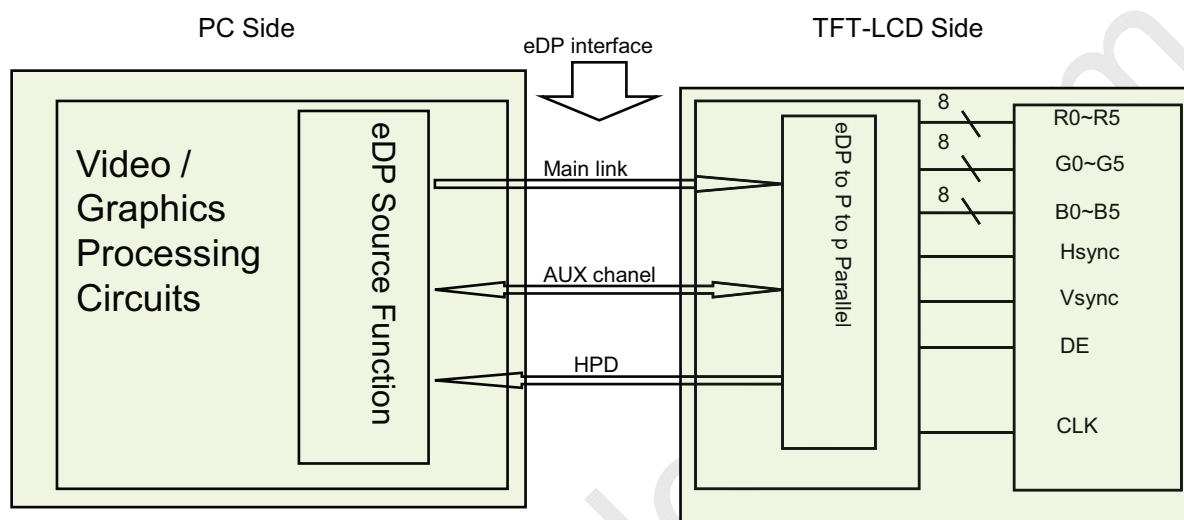 PC Side
TFT-LCD Side
eDP interface
Video /
Graphics
Processing
Circuits
eDP Source Function
Main link
AUX chanel
HPD
eDP to P to p Parallel
8
R0~R5
8
G0~G5
8
B0~B5
Hsync
Vsync
DE
CLK